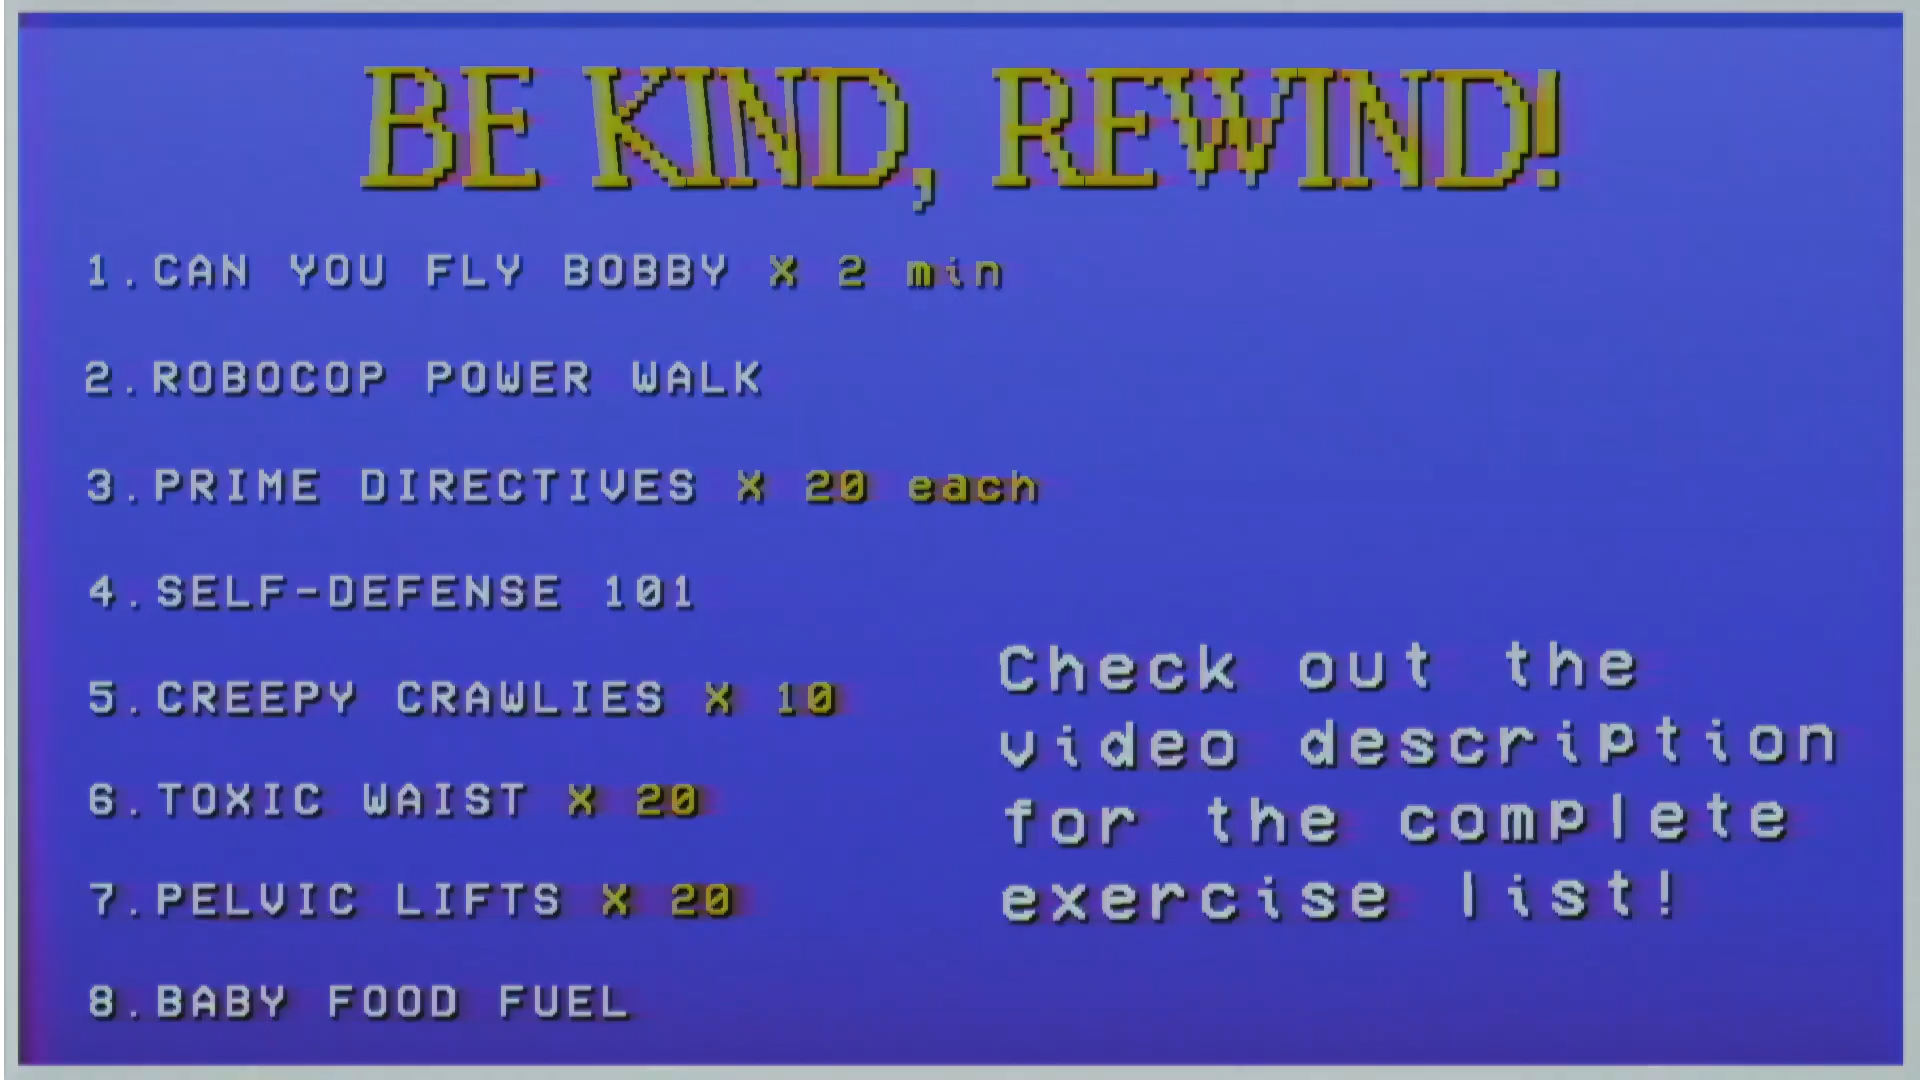 BE KIND, REWIND!
1.CAN YOU FLY BOBBY X 2 min
2.ROBOCOP POWER WALK
3.PRIME DIRECTIVES X 20 each
4.SELF-DEFENSE 101
5.CREEPY CRAWLIES X 10
6.TOXIC WAIST X 20
7.PELVIC LIFTS X 20
8.BABY FOOD FUEL
Check out the
video description
for the complete
exercise list!